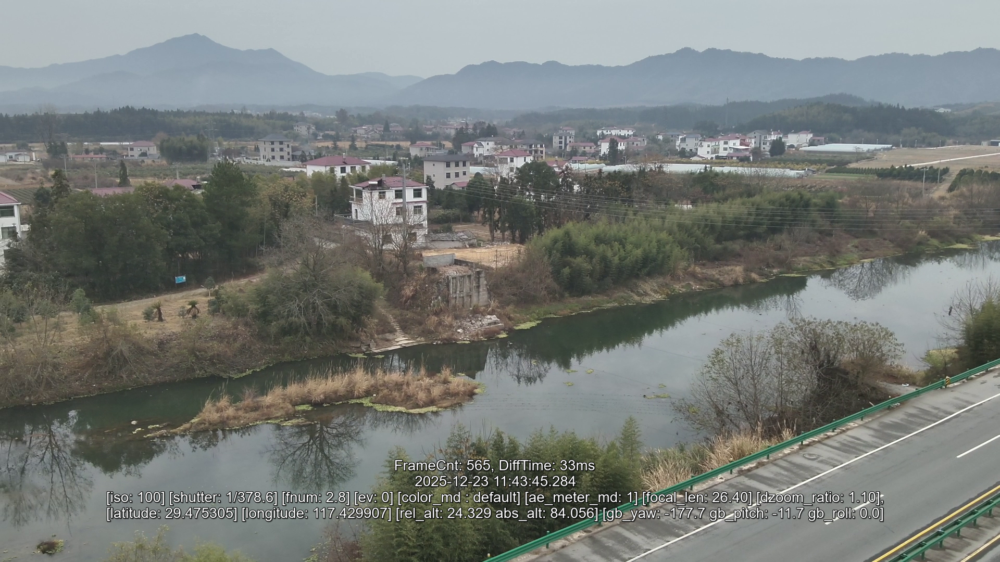 FrameCnt: 565, DiffTime: 33ms
2025-12-23 11:43:45.284
[iso: 100] [shutter: 1/378.6] [fnum: 2.8] [ev: 0] [color_md : default] [ae_meter_md: 1] [focal_len: 26.40] [dzoom_ratio: 1.10],
[latitude: 29.475305] [longitude: 117.429907] [rel_alt: 24.329 abs_alt: 84.056] [gb_yaw: -177.7 gb_pitch: -11.7 gb_roll: 0.0]